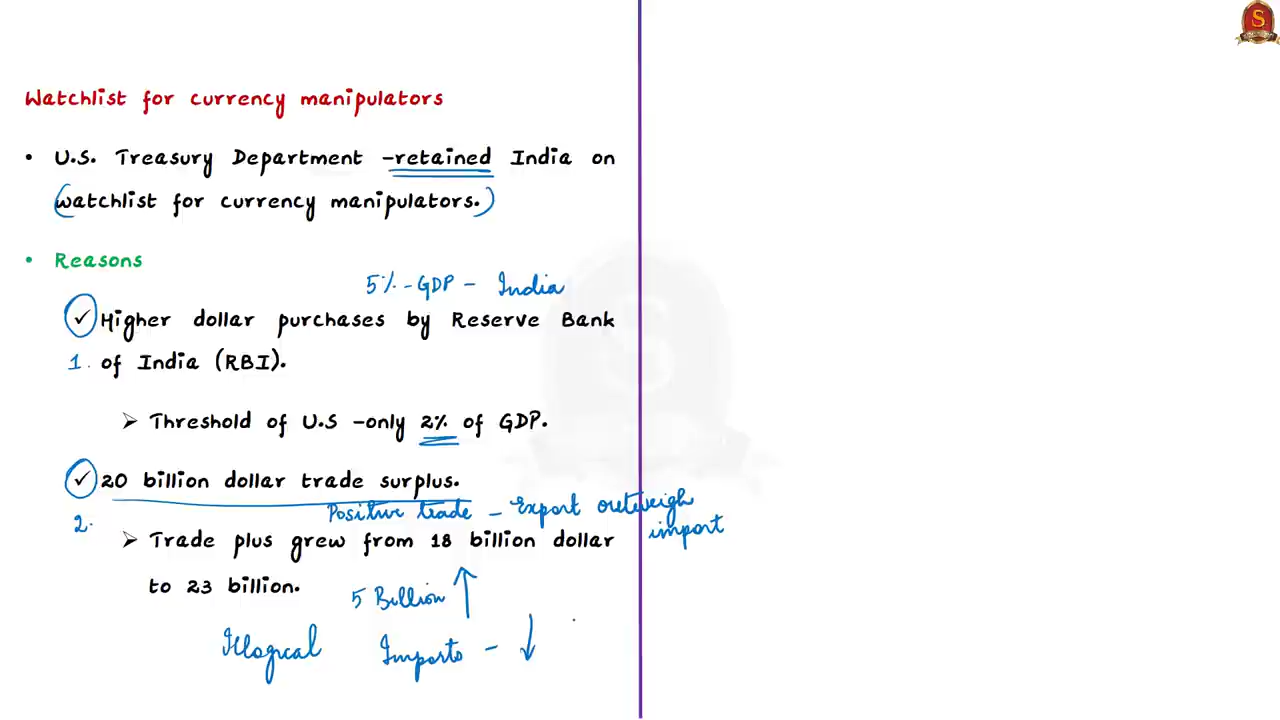 S
Watchlist for currency manipulators
• U.S. Treasury Department -retained India on
(watchlist for currency manipulators.)
• Reasons
5% - GDP - India
✓ Higher dollar purchases by Reserve Bank
1. of India (RBI).
➢ Threshold of U.S -only 2% of GDP.
✓ 20 billion dollar trade surplus.
2. Positive trade - Export outweigh
import
➢ Trade plus grew from 18 billion dollar
to 23 billion.
5 Billion ↑
Illogical Imports - ↓